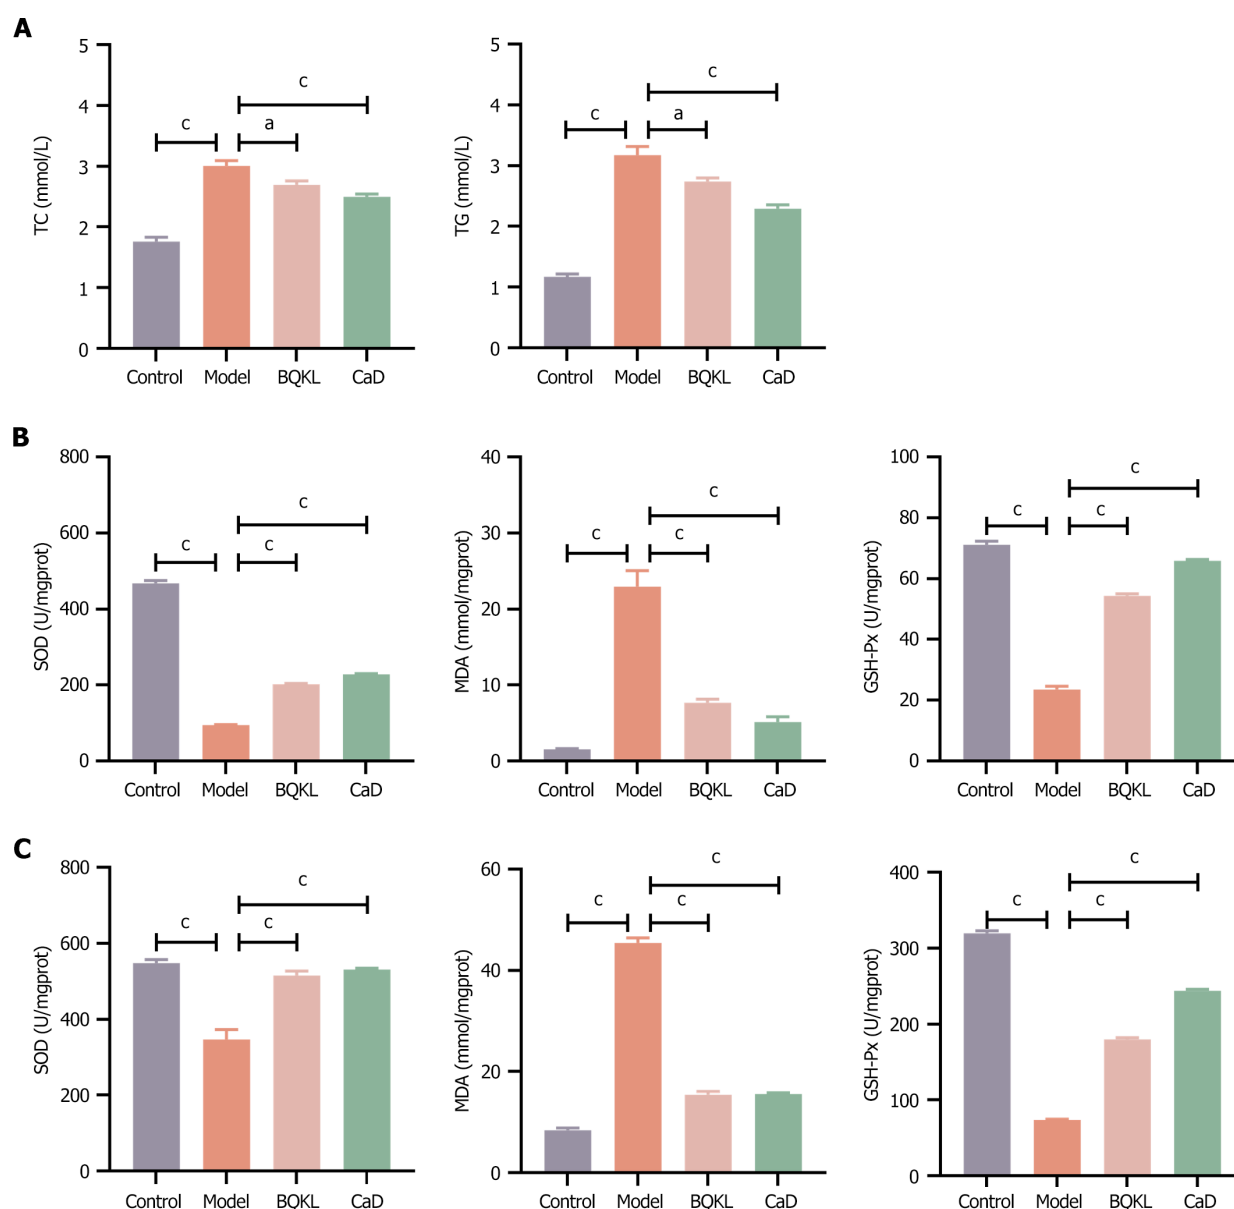 A
TC (mmol/L)
5
4
3
2
1
0
c
c
a
Control Model BQKL CaD
TG (mmol/L)
5
4
3
2
1
0
c
c
a
Control Model BQKL CaD
B
SOD (U/mgprot)
800
600
400
200
0
c
c
c
Control Model BQKL CaD
MDA (mmol/mgprot)
40
30
20
10
0
c
c
c
Control Model BQKL CaD
GSH-Px (U/mgprot)
100
80
60
40
20
0
c
c
c
Control Model BQKL CaD
C
SOD (U/mgprot)
800
600
400
200
0
c
c
c
Control Model BQKL CaD
MDA (mmol/mgprot)
60
40
20
0
c
c
c
Control Model BQKL CaD
GSH-Px (U/mgprot)
400
300
200
100
0
c
c
c
Control Model BQKL CaD